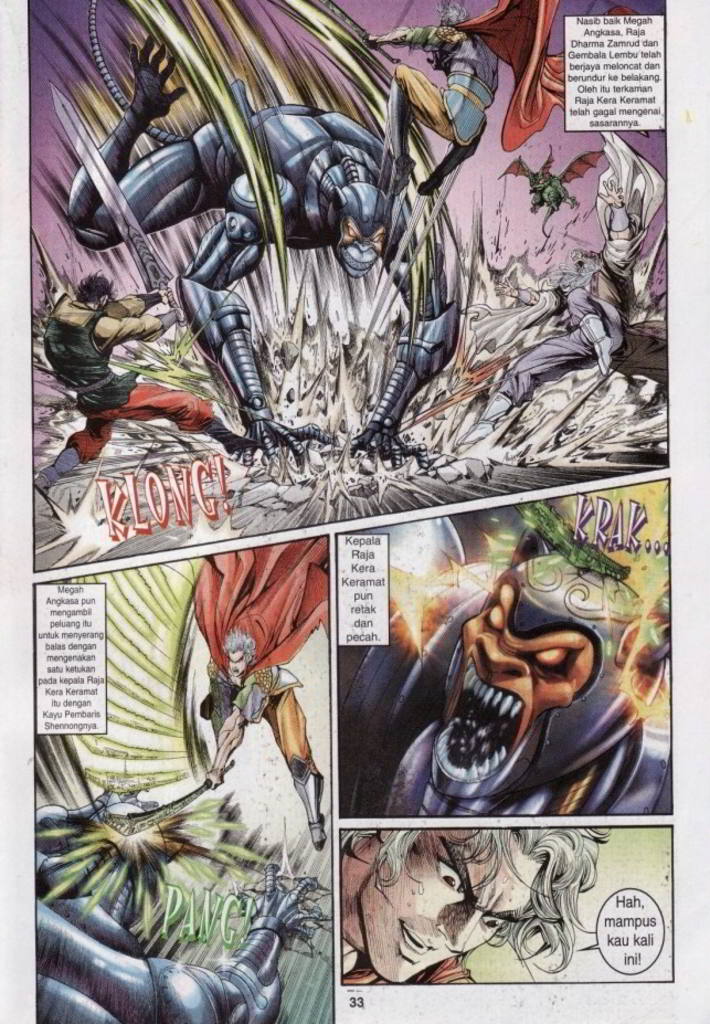 Nasib baik Megah
Angkasa, Raja
Dharma Zamrud dan
Gembala Lembu telah
berjaya meloncat dan
berundur ke belakang.
Oleh itu terkaman
Raja Kera Keramat
telah gagal mengenai
sasarannya.
KLONG!
Megah
Angkasa pun
mengambil
peluang itu
untuk menyerang
balas dengan
mengenakan
satu ketukan
pada kepala Raja
Kera Keramat
itu dengan
Kayu Pembaris
Shennongnya.
PANG!
Kepala
Raja
Kera
Keramat
pun
retak
dan
pecah.
KRAK...
Hah,
mampus
kau kali
ini!
33